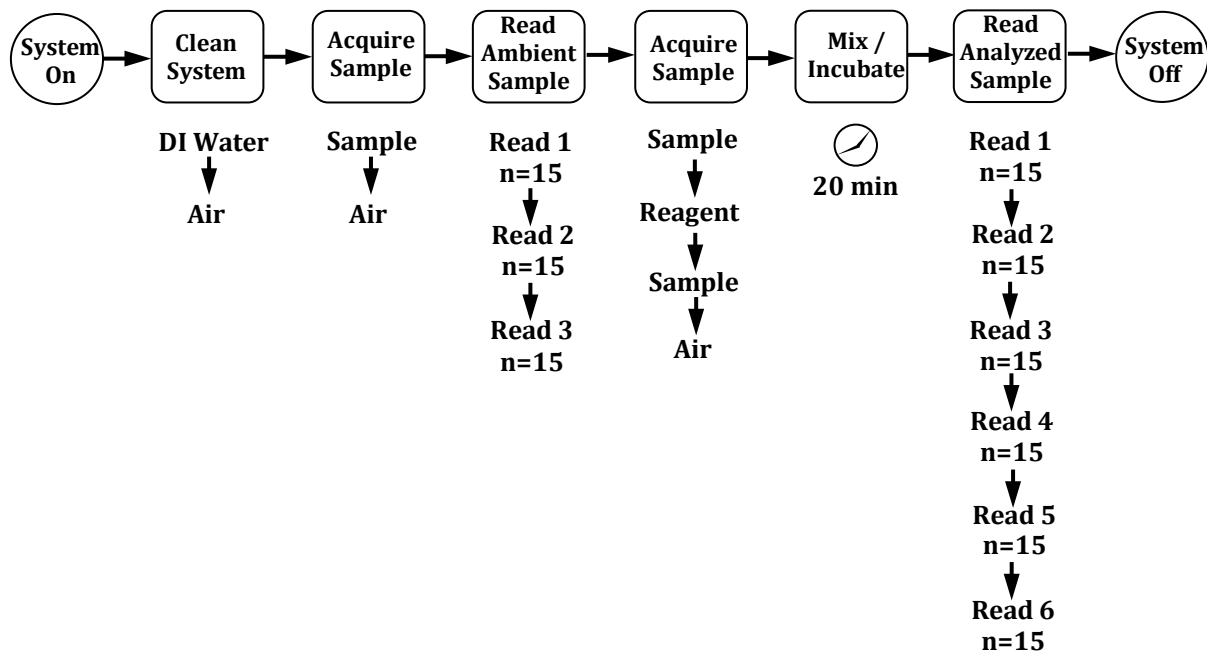 System
On
Clean
System
Acquire
Sample
Read
Ambient
Sample
Acquire
Sample
Mix /
Incubate
Read
Analyzed
Sample
System
Off
DI Water
Air
Sample
Air
Read 1
n=15
Read 2
n=15
Read 3
n=15
Sample
Reagent
Sample
Air
20 min
Read 1
n=15
Read 2
n=15
Read 3
n=15
Read 4
n=15
Read 5
n=15
Read 6
n=15